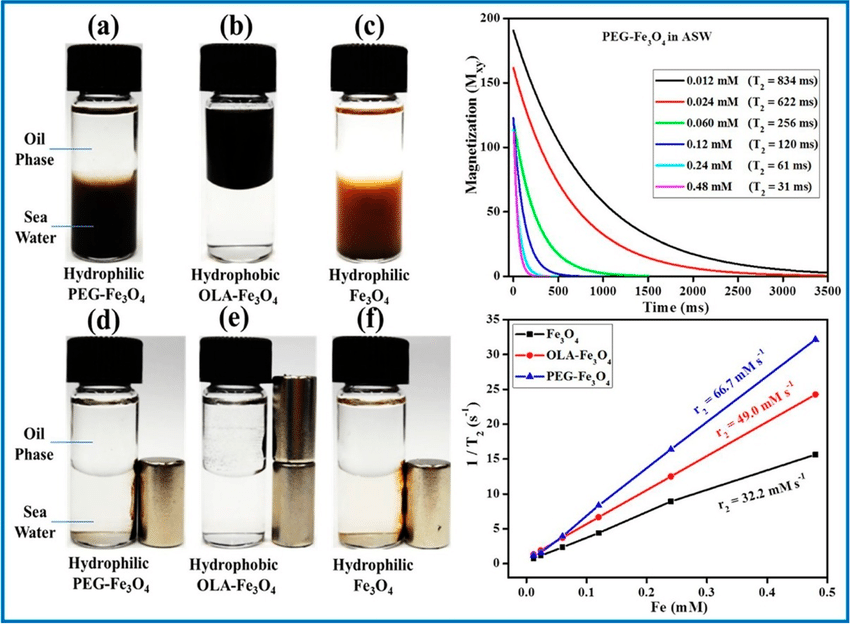 (a)
(b)
(c)
Oil
Phase
Sea
Water
Hydrophilic
PEG-Fe₃O₄
Hydrophobic
OLA-Fe₃O₄
Hydrophilic
Fe₃O₄
(d)
(e)
(f)
Oil
Phase
Sea
Water
Hydrophilic
PEG-Fe₃O₄
Hydrophobic
OLA-Fe₃O₄
Hydrophilic
Fe₃O₄
PEG-Fe₃O₄ in ASW
0.012 mM (T₂ = 834 ms)
0.024 mM (T₂ = 622 ms)
0.060 mM (T₂ = 256 ms)
0.12 mM (T₂ = 120 ms)
0.24 mM (T₂ = 61 ms)
0.48 mM (T₂ = 31 ms)
Magnetization (Mxy)
200
150
100
50
0
0 500 1000 1500 2000 2500 3000 3500
Time (ms)
Fe₃O₄
OLA-Fe₃O₄
PEG-Fe₃O₄
r₂ = 66.7 mM s⁻¹
r₂ = 49.0 mM s⁻¹
r₂ = 32.2 mM s⁻¹
1 / T₂ (s⁻¹)
35
30
25
20
15
10
5
0
0.0 0.1 0.2 0.3 0.4 0.5
Fe (mM)